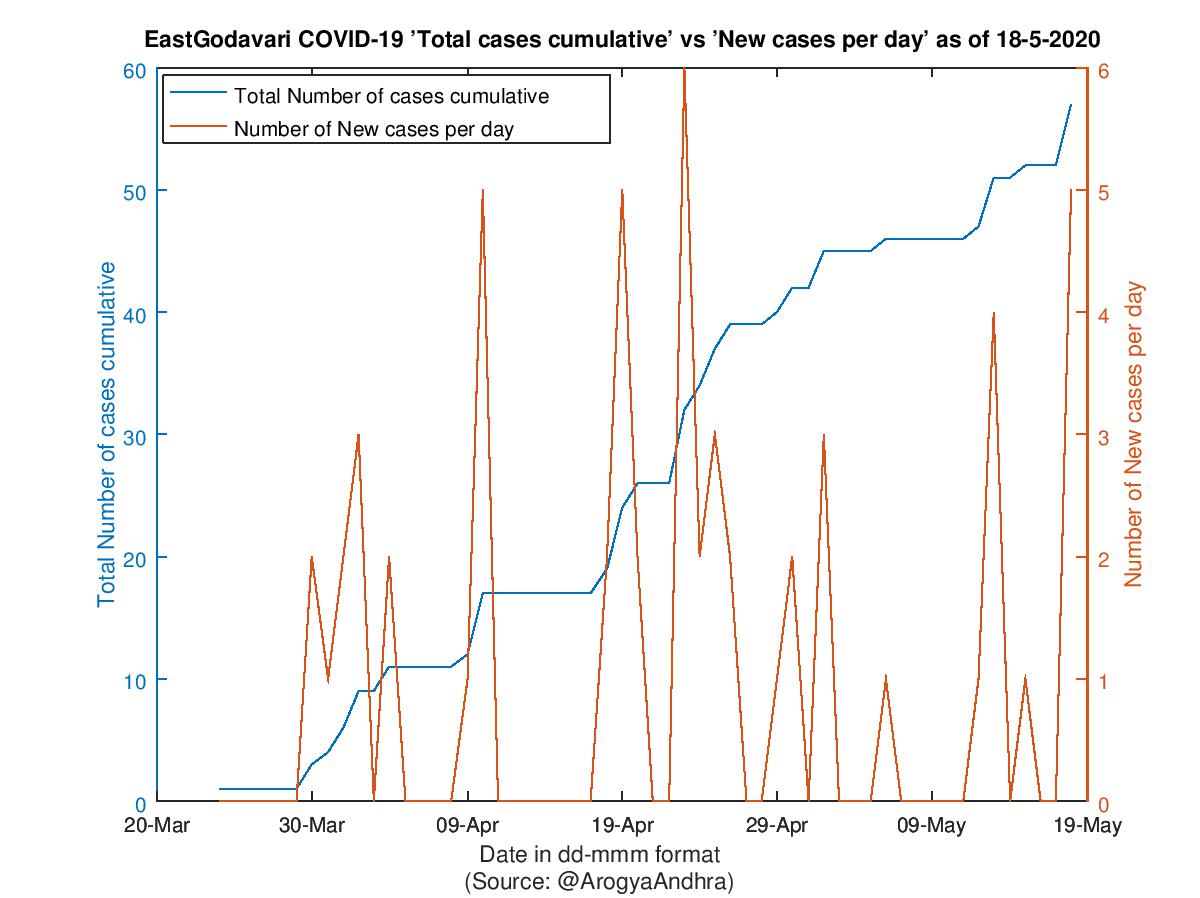 EastGodavari COVID-19 ’Total cases cumulative’ vs ’New cases per day’ as of 18-5-2020
Total Number of cases cumulative
Number of New cases per day
60
50
40
30
20
10
0
Total Number of cases cumulative
6
5
4
3
2
1
0
Number of New cases per day
20-Mar
30-Mar
09-Apr
19-Apr
29-Apr
09-May
19-May
Date in dd-mmm format
(Source: @ArogyaAndhra)